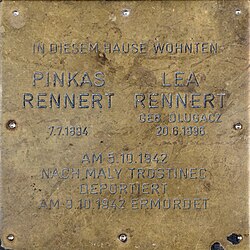 IN DIESEM HAUSE WOHNTEN
PINKAS LEA
RENNERT RENNERT
GEB DLUGACZ
7.7.1894 20.6.1896
AM 5.10.1942
NACH MALY TROSTINEC
DEPORTIERT
AM 9.10.1942 ERMORDET